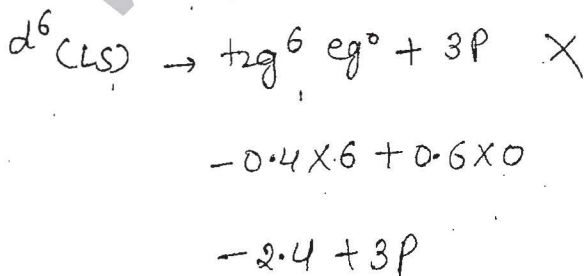 d⁶ (LS) → t2g⁶ eg⁰ + 3P X
-0.4 X 6 + 0.6 X 0
-2.4 + 3P